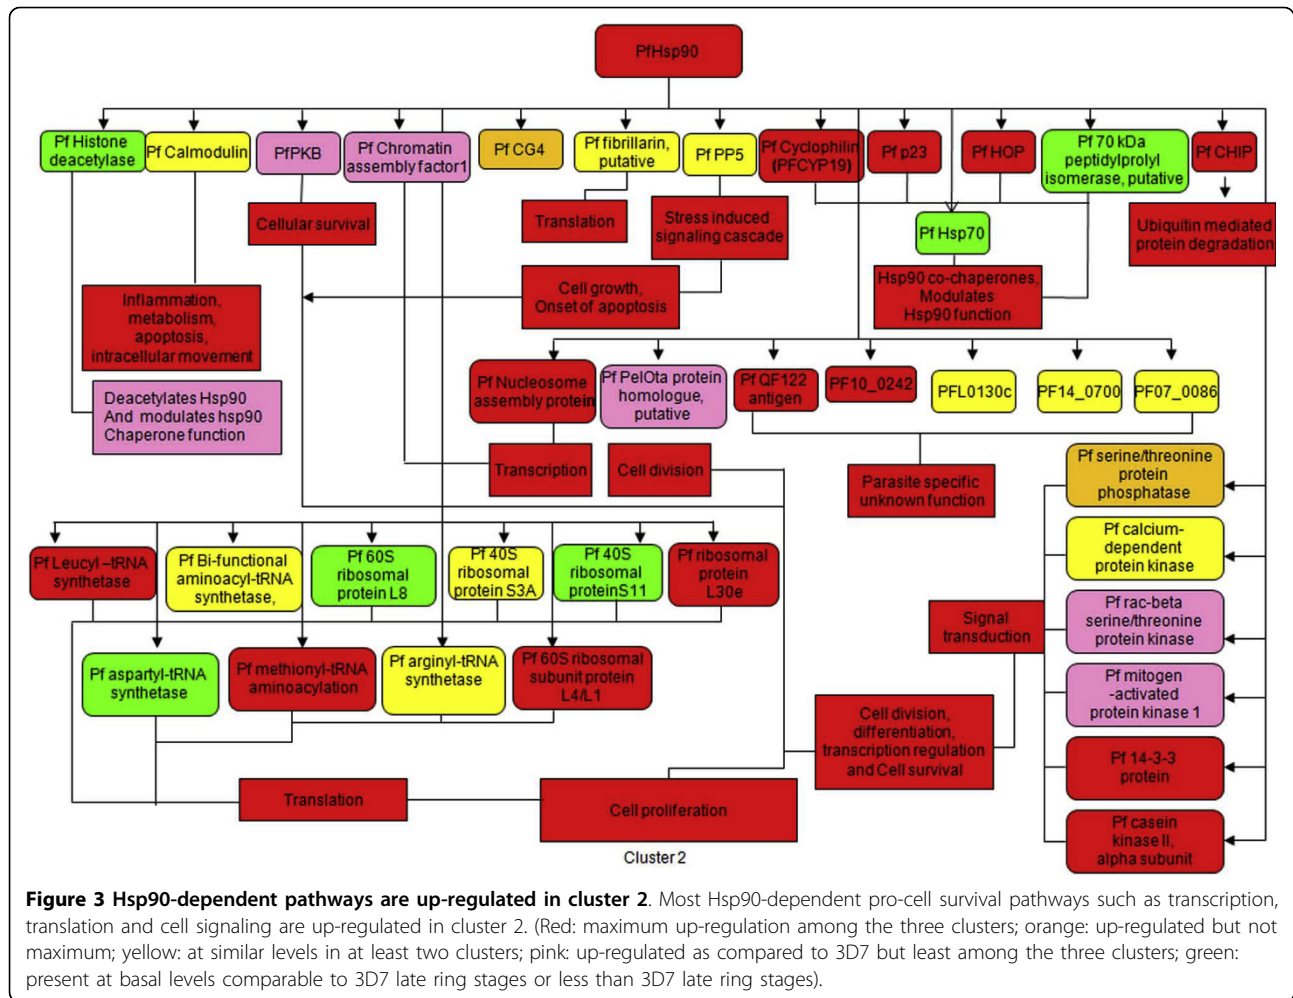 PfHsp90
Pf Histone
deacetylase
Pf Calmodulin
PfPKB
Pf Chromatin
assembly factor1
Pf CG4
Pf fibrillarin,
putative
Pf PP5
Pf Cyclophilin
(PFCYP19)
Pf p23
Pf HOP
Pf 70 kDa
peptidylprolyl
isomerase, putative
Pf CHIP
Cellular survival
Translation
Stress induced
signaling cascade
Pf Hsp70
Ubiquitin mediated
protein degradation
Inflammation,
metabolism,
apoptosis,
intracellular movement
Cell growth,
Onset of apoptosis
Hsp90 co-chaperones,
Modulates
Hsp90 function
Deacetylates Hsp90
And modulates hsp90
Chaperone function
Pf Nucleosome
assembly protein
Pf PelOta protein
homologue,
putative
Pf QF122
antigen
PF10_0242
PFL0130c
PF14_0700
PF07_0086
Transcription
Cell division
Parasite specific
unknown function
Pf serine/threonine
protein
phosphatase
Pf calcium-
dependent
protein kinase
Pf rac-beta
serine/threonine
protein kinase
Pf mitogen
-activated
protein kinase 1
Pf 14-3-3
protein
Pf casein
kinase II,
alpha subunit
Signal
transduction
Pf Leucyl –tRNA
synthetase
Pf Bi-functional
aminoacyl-tRNA
synthetase,
Pf 60S
ribosomal
protein L8
Pf 40S
ribosomal
protein S3A
Pf 40S
ribosomal
proteinS11
Pf ribosomal
protein
L30e
Pf aspartyl-tRNA
synthetase
Pf methionyl-tRNA
aminoacylation
Pf arginyl-tRNA
synthetase
Pf 60S ribosomal
subunit protein
L4/L1
Cell division,
differentiation,
transcription regulation
and Cell survival
Translation
Cell proliferation
Cluster 2
Figure 3 Hsp90-dependent pathways are up-regulated in cluster 2. Most Hsp90-dependent pro-cell survival pathways such as transcription,
translation and cell signaling are up-regulated in cluster 2. (Red: maximum up-regulation among the three clusters; orange: up-regulated but not
maximum; yellow: at similar levels in at least two clusters; pink: up-regulated as compared to 3D7 but least among the three clusters; green:
present at basal levels comparable to 3D7 late ring stages or less than 3D7 late ring stages).